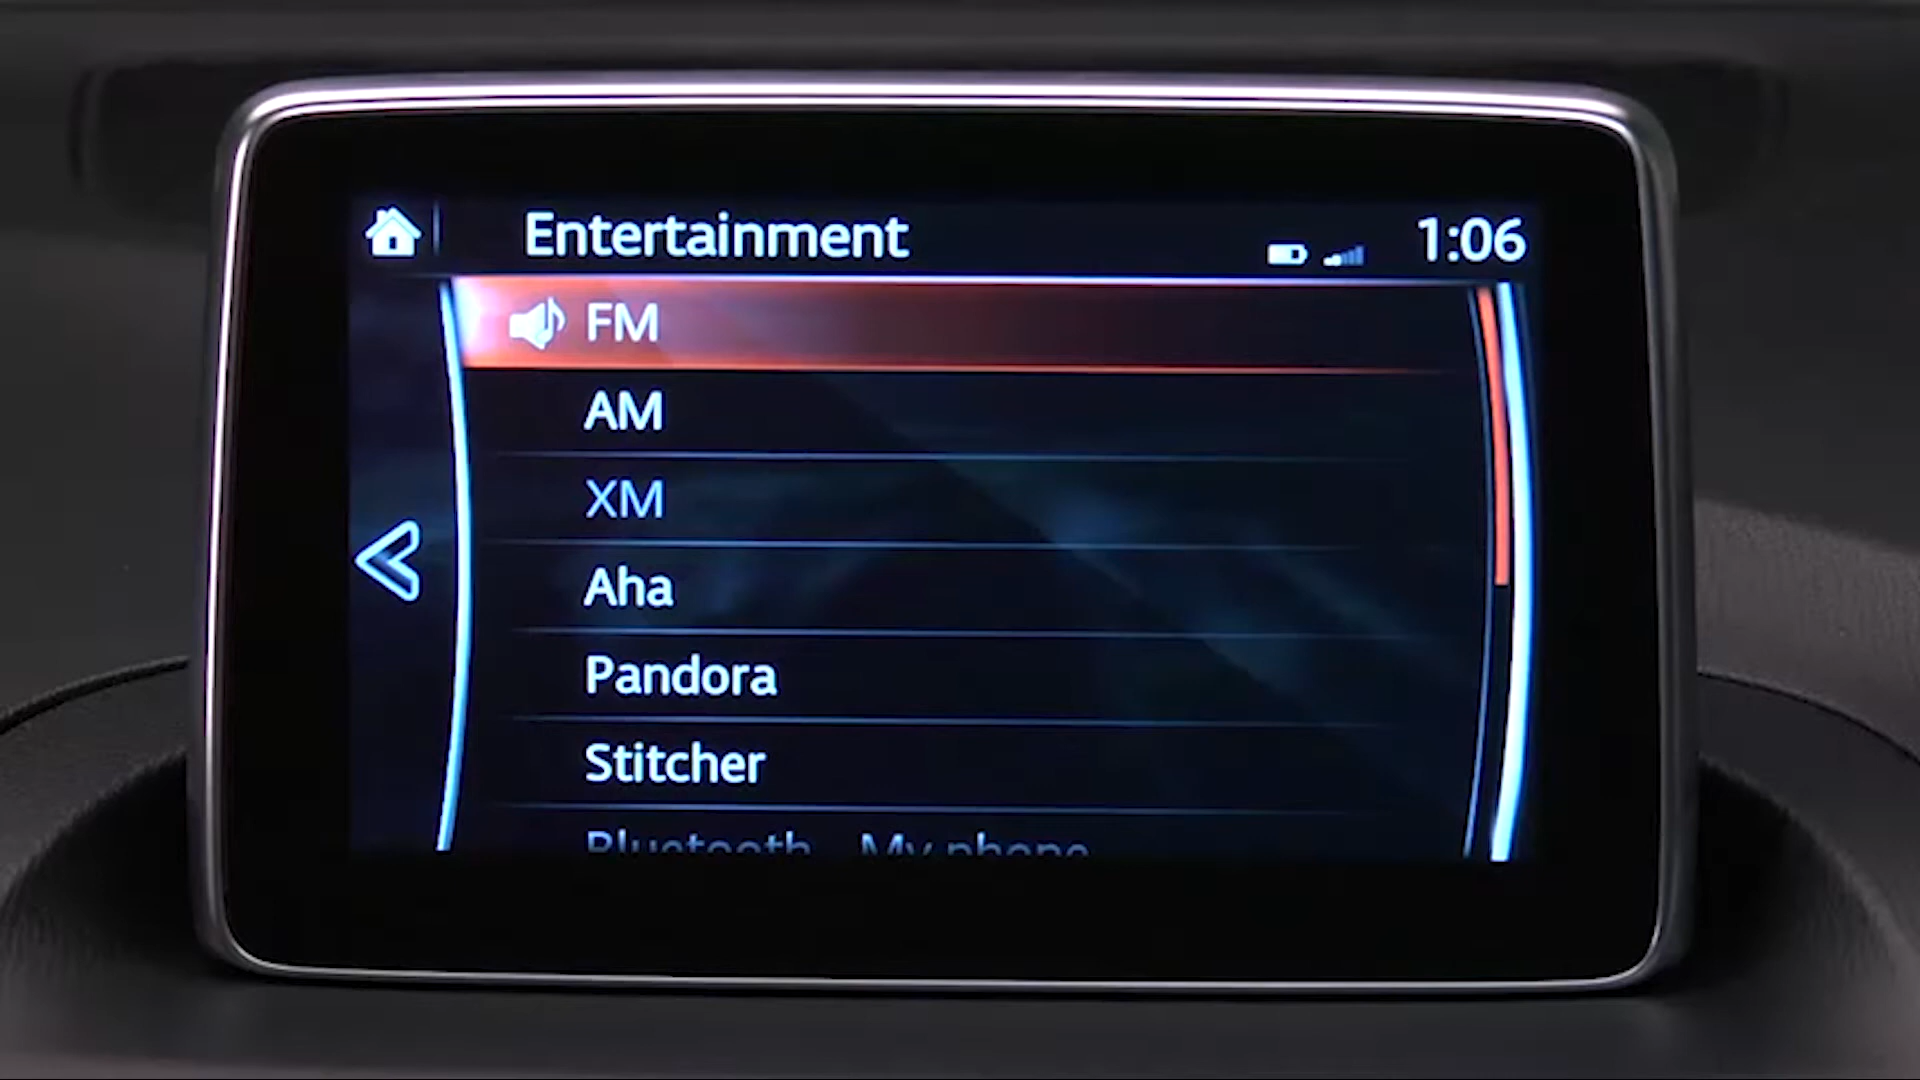 Entertainment
1:06
FM
AM
XM
Aha
Pandora
Stitcher
Bluetooth My phone